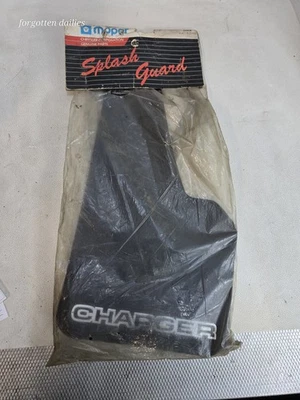 forgotten dailies
mopar
Splash
Guard
CHARGER